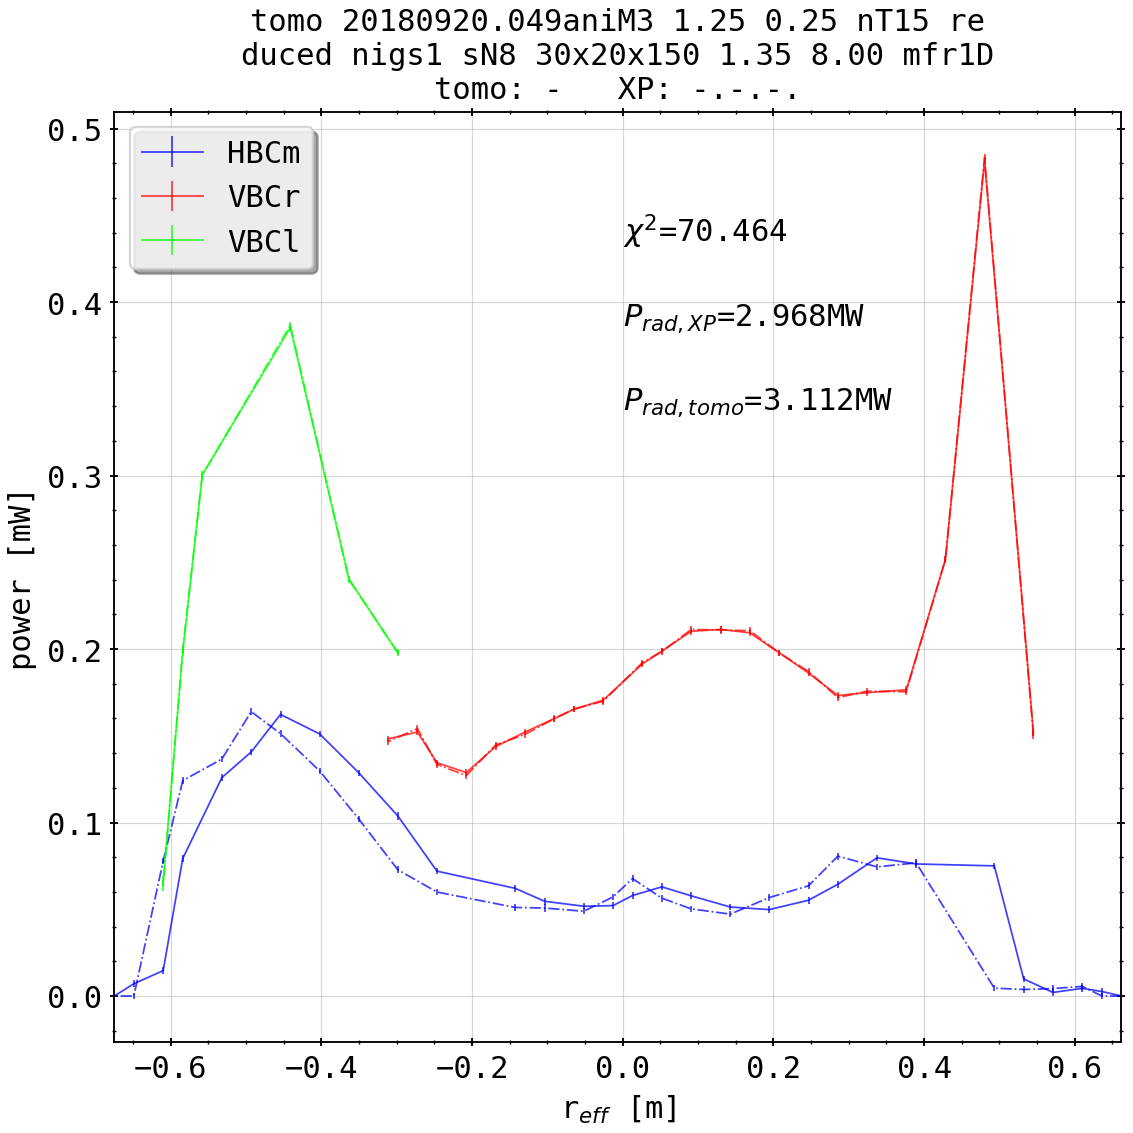 tomo 20180920.049aniM3 1.25 0.25 nT15 re
duced nigs1 sN8 30x20x150 1.35 8.00 mfr1D
tomo: -   XP: -.-.-.
HBCm
VBCr
VBCl
χ²=70.464
P_rad,XP=2.968MW
P_rad,tomo=3.112MW
0.5
0.4
0.3
0.2
0.1
0.0
power [mW]
−0.6 −0.4 −0.2 0.0 0.2 0.4 0.6
r_eff [m]